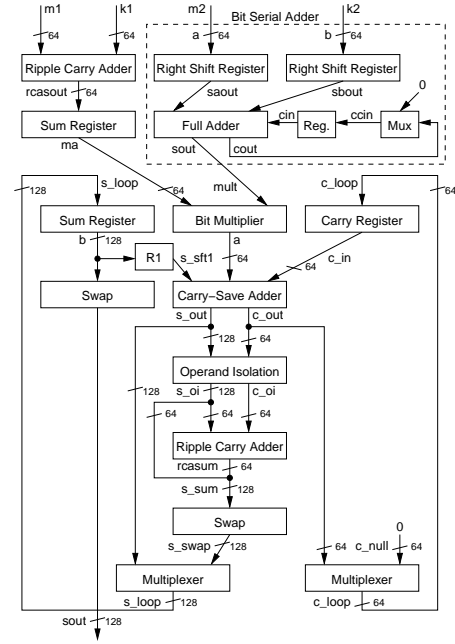 m1 k1 m2 k2 Bit Serial Adder
64 64 a 64 b 64
Ripple Carry Adder Right Shift Register Right Shift Register
rcasout 64 saout sbout 0
Sum Register Full Adder cin Reg. ccin Mux
ma sout cout
128 s_loop 64 mult c_loop 64
Sum Register Bit Multiplier Carry Register
b 128 a
R1 s_sft1 64 64 c_in
Swap Carry–Save Adder
s_out c_out
128 64
Operand Isolation
128 s_oi 128 c_oi 64
64 64 64
Ripple Carry Adder
rcasum 64
s_sum 128
Swap 0
s_swap 128 64 c_null 64
Multiplexer Multiplexer
s_loop 128 c_loop 64
sout 128